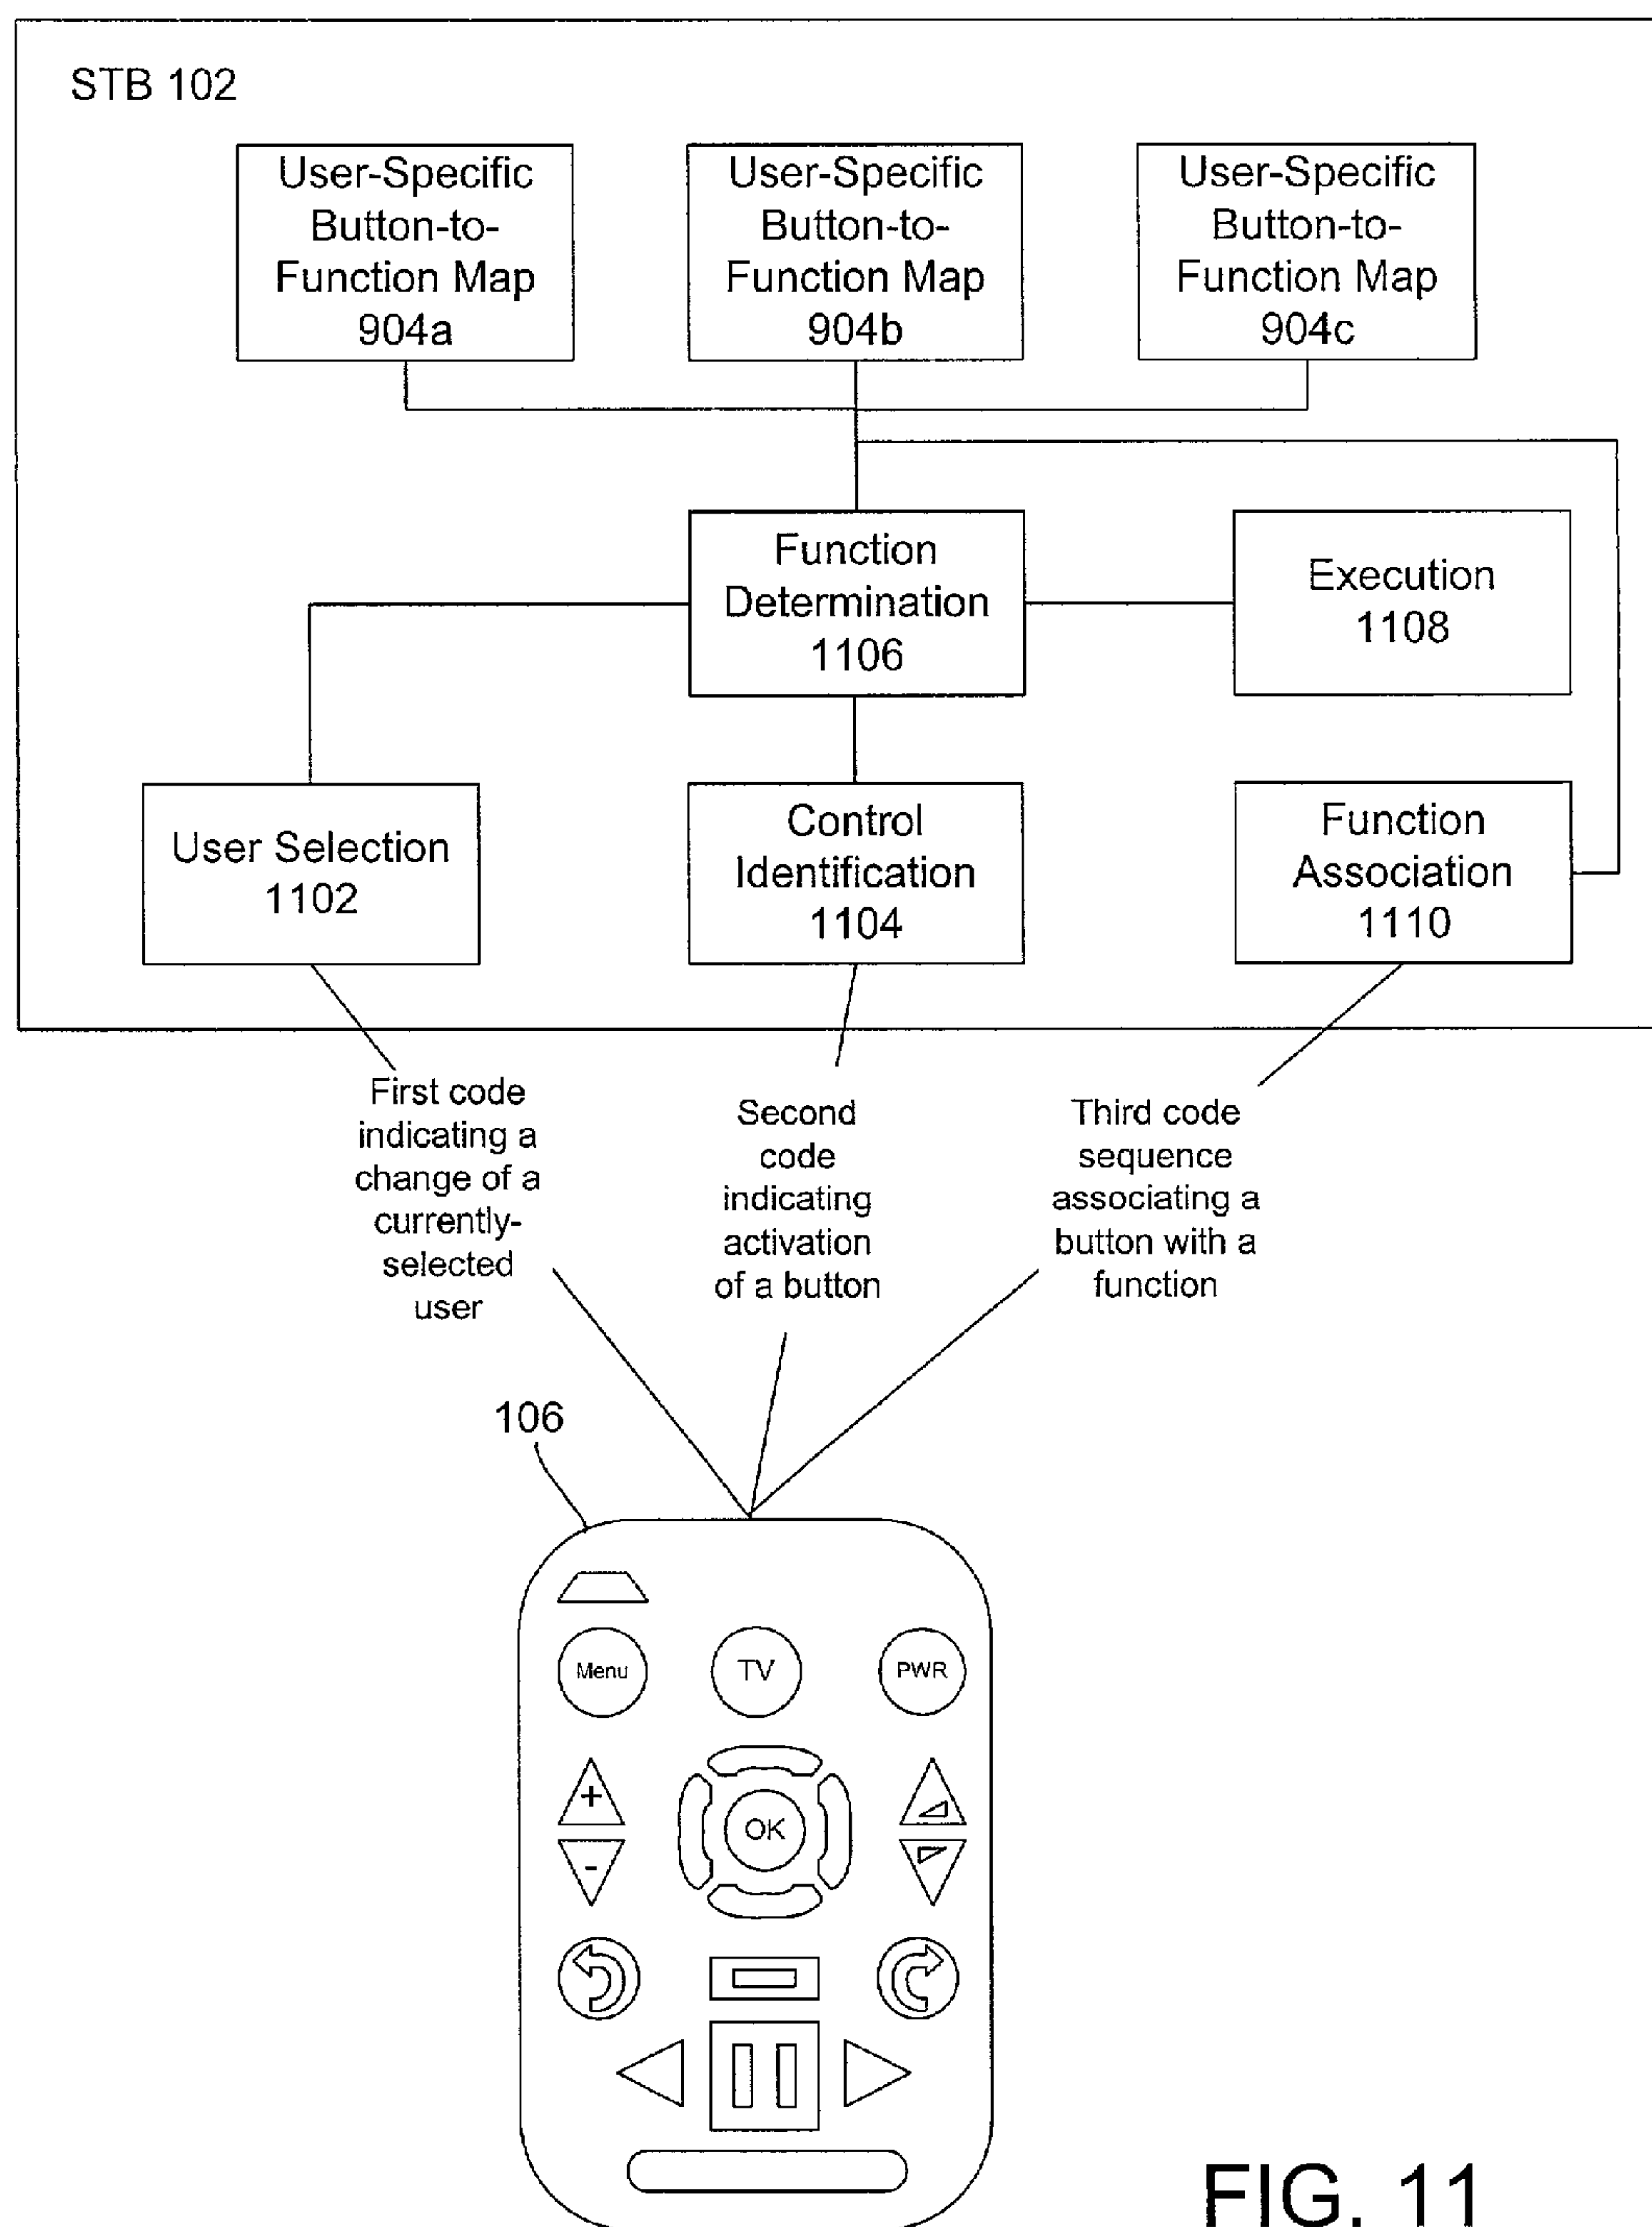 STB 102
User-Specific
Button-to-
Function Map
904a
User-Specific
Button-to-
Function Map
904b
User-Specific
Button-to-
Function Map
904c
Function
Determination
1106
Execution
1108
User Selection
1102
Control
Identification
1104
Function
Association
1110
First code
indicating a
change of a
currently-
selected
user
Second
code
indicating
activation
of a button
Third code
sequence
associating a
button with a
function
106
Menu
TV
PWR
+
OK
-
FIG. 11